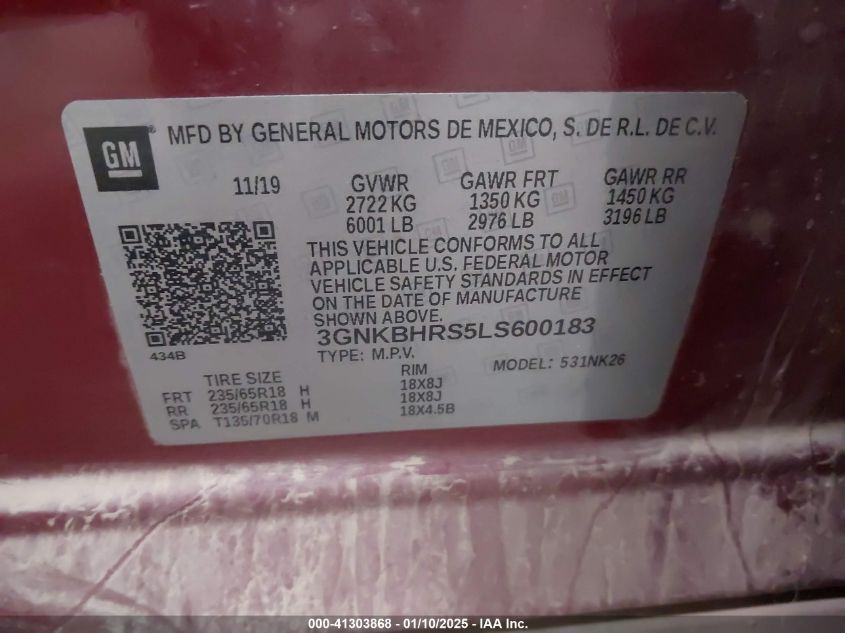 GM
MFD BY GENERAL MOTORS DE MEXICO, S. DE R.L. DE C.V.
11/19 GVWR GAWR FRT GAWR RR
2722 KG 1350 KG 1450 KG
6001 LB 2976 LB 3196 LB
THIS VEHICLE CONFORMS TO ALL
APPLICABLE U.S. FEDERAL MOTOR
VEHICLE SAFETY STANDARDS IN EFFECT
ON THE DATE OF MANUFACTURE
SHOWN ABOVE.
434B
3GNKBHRS5LS600183
TYPE: M.P.V. MODEL: 531NK26
TIRE SIZE RIM
FRT 235/65R18 H 18X8J
RR 235/65R18 H 18X8J
SPA T135/70R18 M 18X4.5B
000-41303868 - 01/10/2025 - IAA Inc.